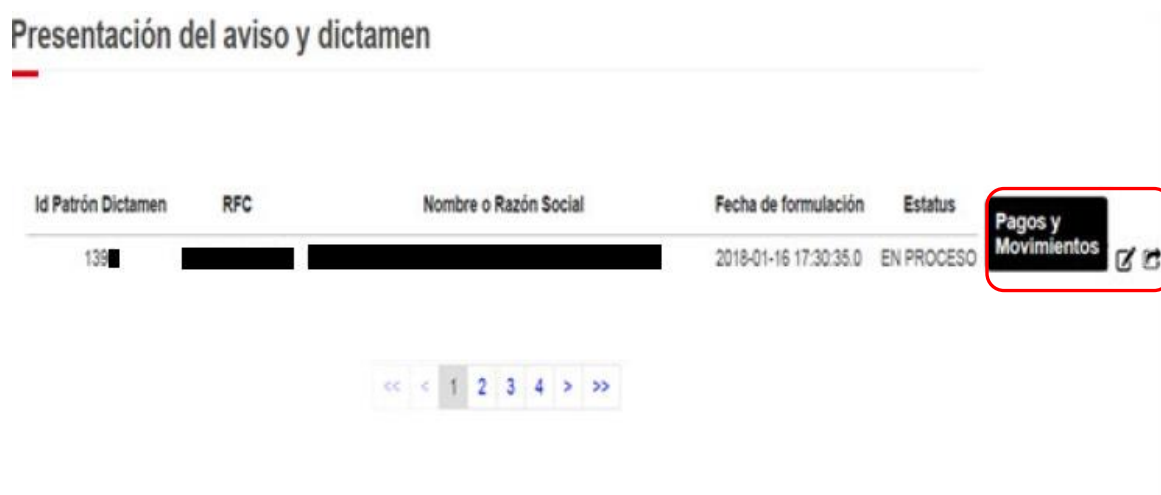 Presentación del aviso y dictamen
Id Patrón Dictamen RFC Nombre o Razón Social Fecha de formulación Estatus
Pagos y
Movimientos
139 2018-01-16 17:30:35.0 EN PROCESO
<< < 1 2 3 4 > >>